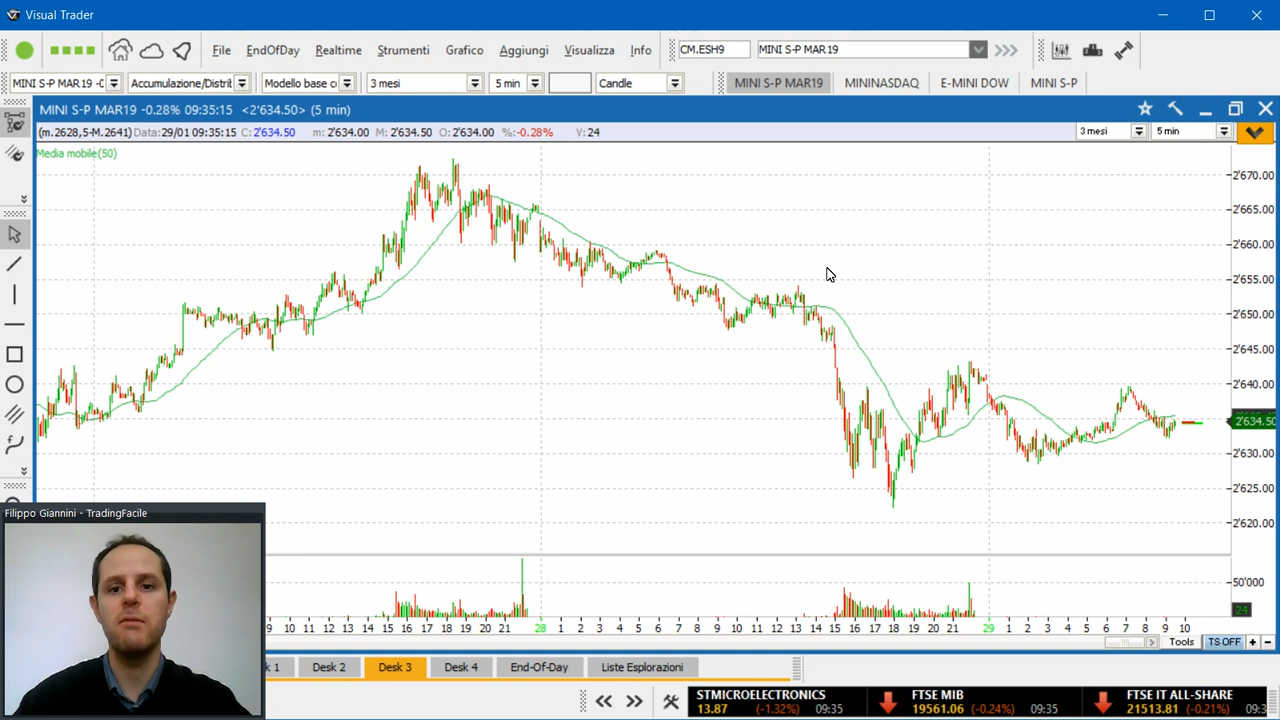 Visual Trader
File EndOfDay Realtime Strumenti Grafico Aggiungi Visualizza Info CM.ESH9 MINI S-P MAR19
MINI S-P MAR19 Accumulazione/Distrib Modello base 3 mesi 5 min Candle MINI S-P MAR19 MININASDAQ E-MINI DOW MINI S-P
MINI S-P MAR19 -0.28% 09:35:15 <2'634.50> (5 min)
(m.2628,5-M.2641) Data:29/01 09:35:15 C:2'634.50 m:2'634.00 M:2'634.50 O:2'634.00 %:-0.28% V:24 3 mesi 5 min
Media mobile(50)
2'670.00
2'665.00
2'660.00
2'655.00
2'650.00
2'645.00
2'640.00
2'634.50
2'630.00
2'625.00
2'620.00
50'000
24
9 10 11 12 13 14 15 16 17 18 19 20 21 28 1 2 3 4 5 6 7 8 9 10 11 12 13 14 15 16 17 18 19 20 21 29 1 2 3 4 5 6 7 8 9 10
Tools TS OFF + -
Filippo Giannini - TradingFacile
k 1 Desk 2 Desk 3 Desk 4 End-Of-Day Liste Esplorazioni
STMICROELECTRONICS FTSE MIB FTSE IT ALL-SHARE
13.87 (-1.32%) 09:35 19561.06 (-0.24%) 09:35 21513.81 (-0.21%) 09:3